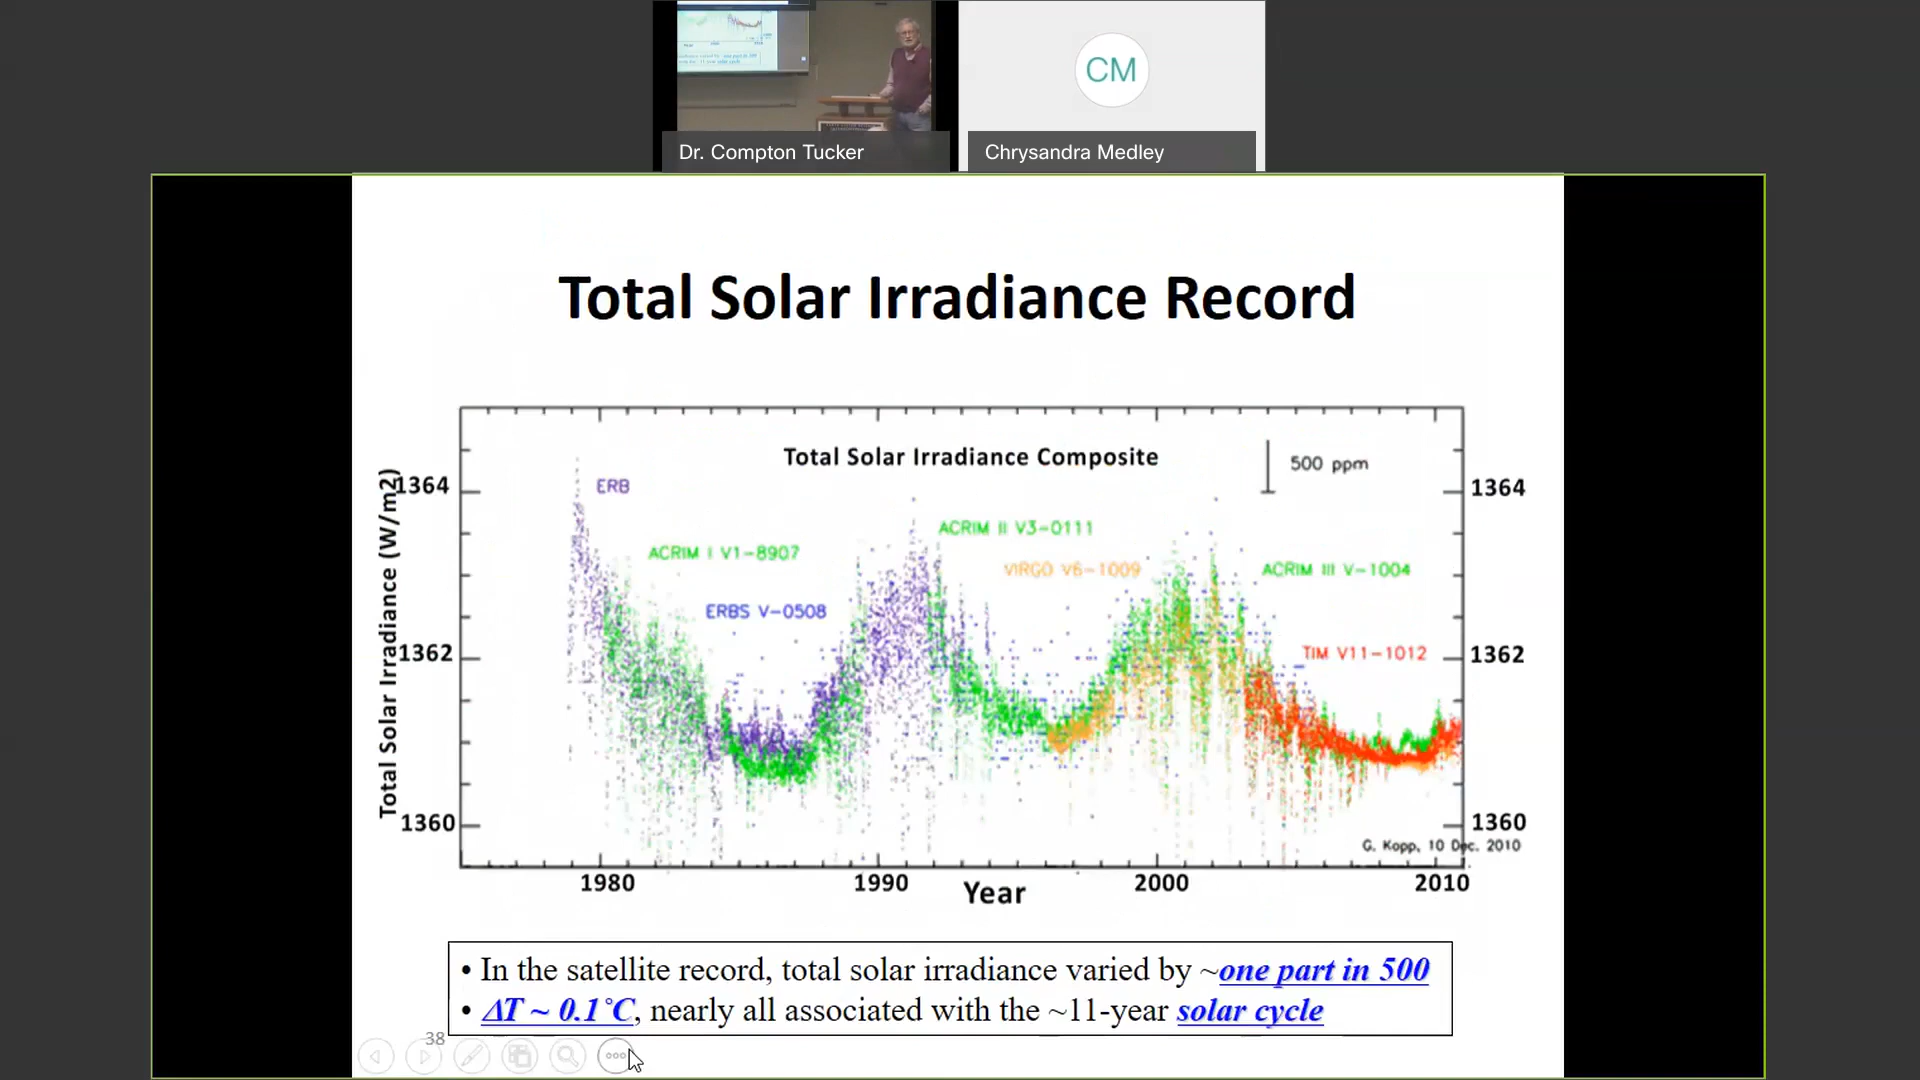 CM
Dr. Compton Tucker
Chrysandra Medley
Total Solar Irradiance Record
Total Solar Irradiance Composite
500 ppm
ERB
ACRIM I V1-8907
ERBS V-0508
ACRIM II V3-0111
VIRGO V6-1009
ACRIM III V-1004
TIM V11-1012
Total Solar Irradiance (W/m2)
1364
1362
1360
1364
1362
1360
G. Kopp, 10 Dec. 2010
1980
1990
2000
2010
Year
• In the satellite record, total solar irradiance varied by ~one part in 500
• ΔT ~ 0.1˚C, nearly all associated with the ~11-year solar cycle
38